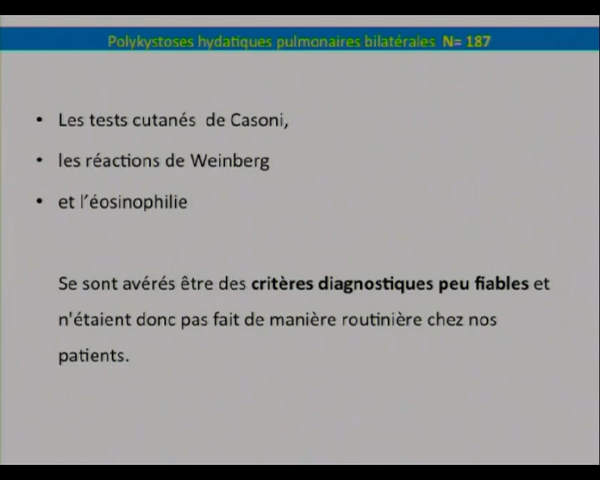 Polykystoses hydatiques pulmonaires bilatérales N= 187
• Les tests cutanés de Casoni,
• les réactions de Weinberg
• et l'éosinophilie
Se sont avérés être des critères diagnostiques peu fiables et
n'étaient donc pas fait de manière routinière chez nos
patients.